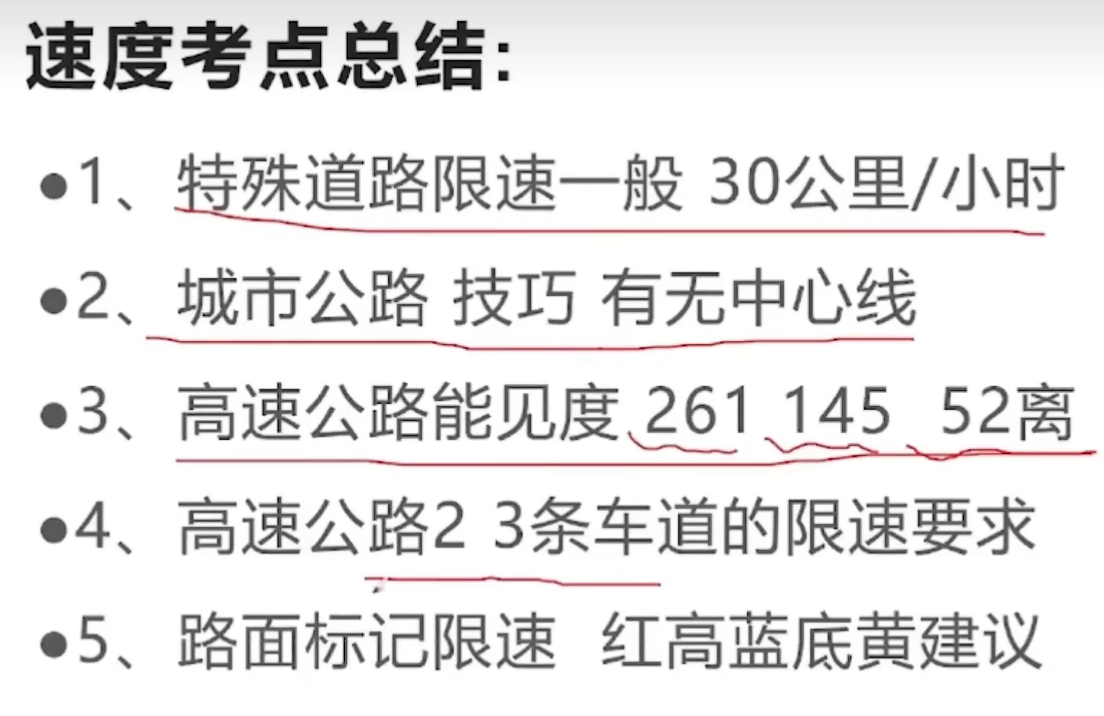 速度考点总结:
●1、特殊道路限速一般 30公里/小时
●2、城市公路 技巧 有无中心线
●3、高速公路能见度 261 145 52离
●4、高速公路2 3条车道的限速要求
●5、路面标记限速 红高蓝底黄建议